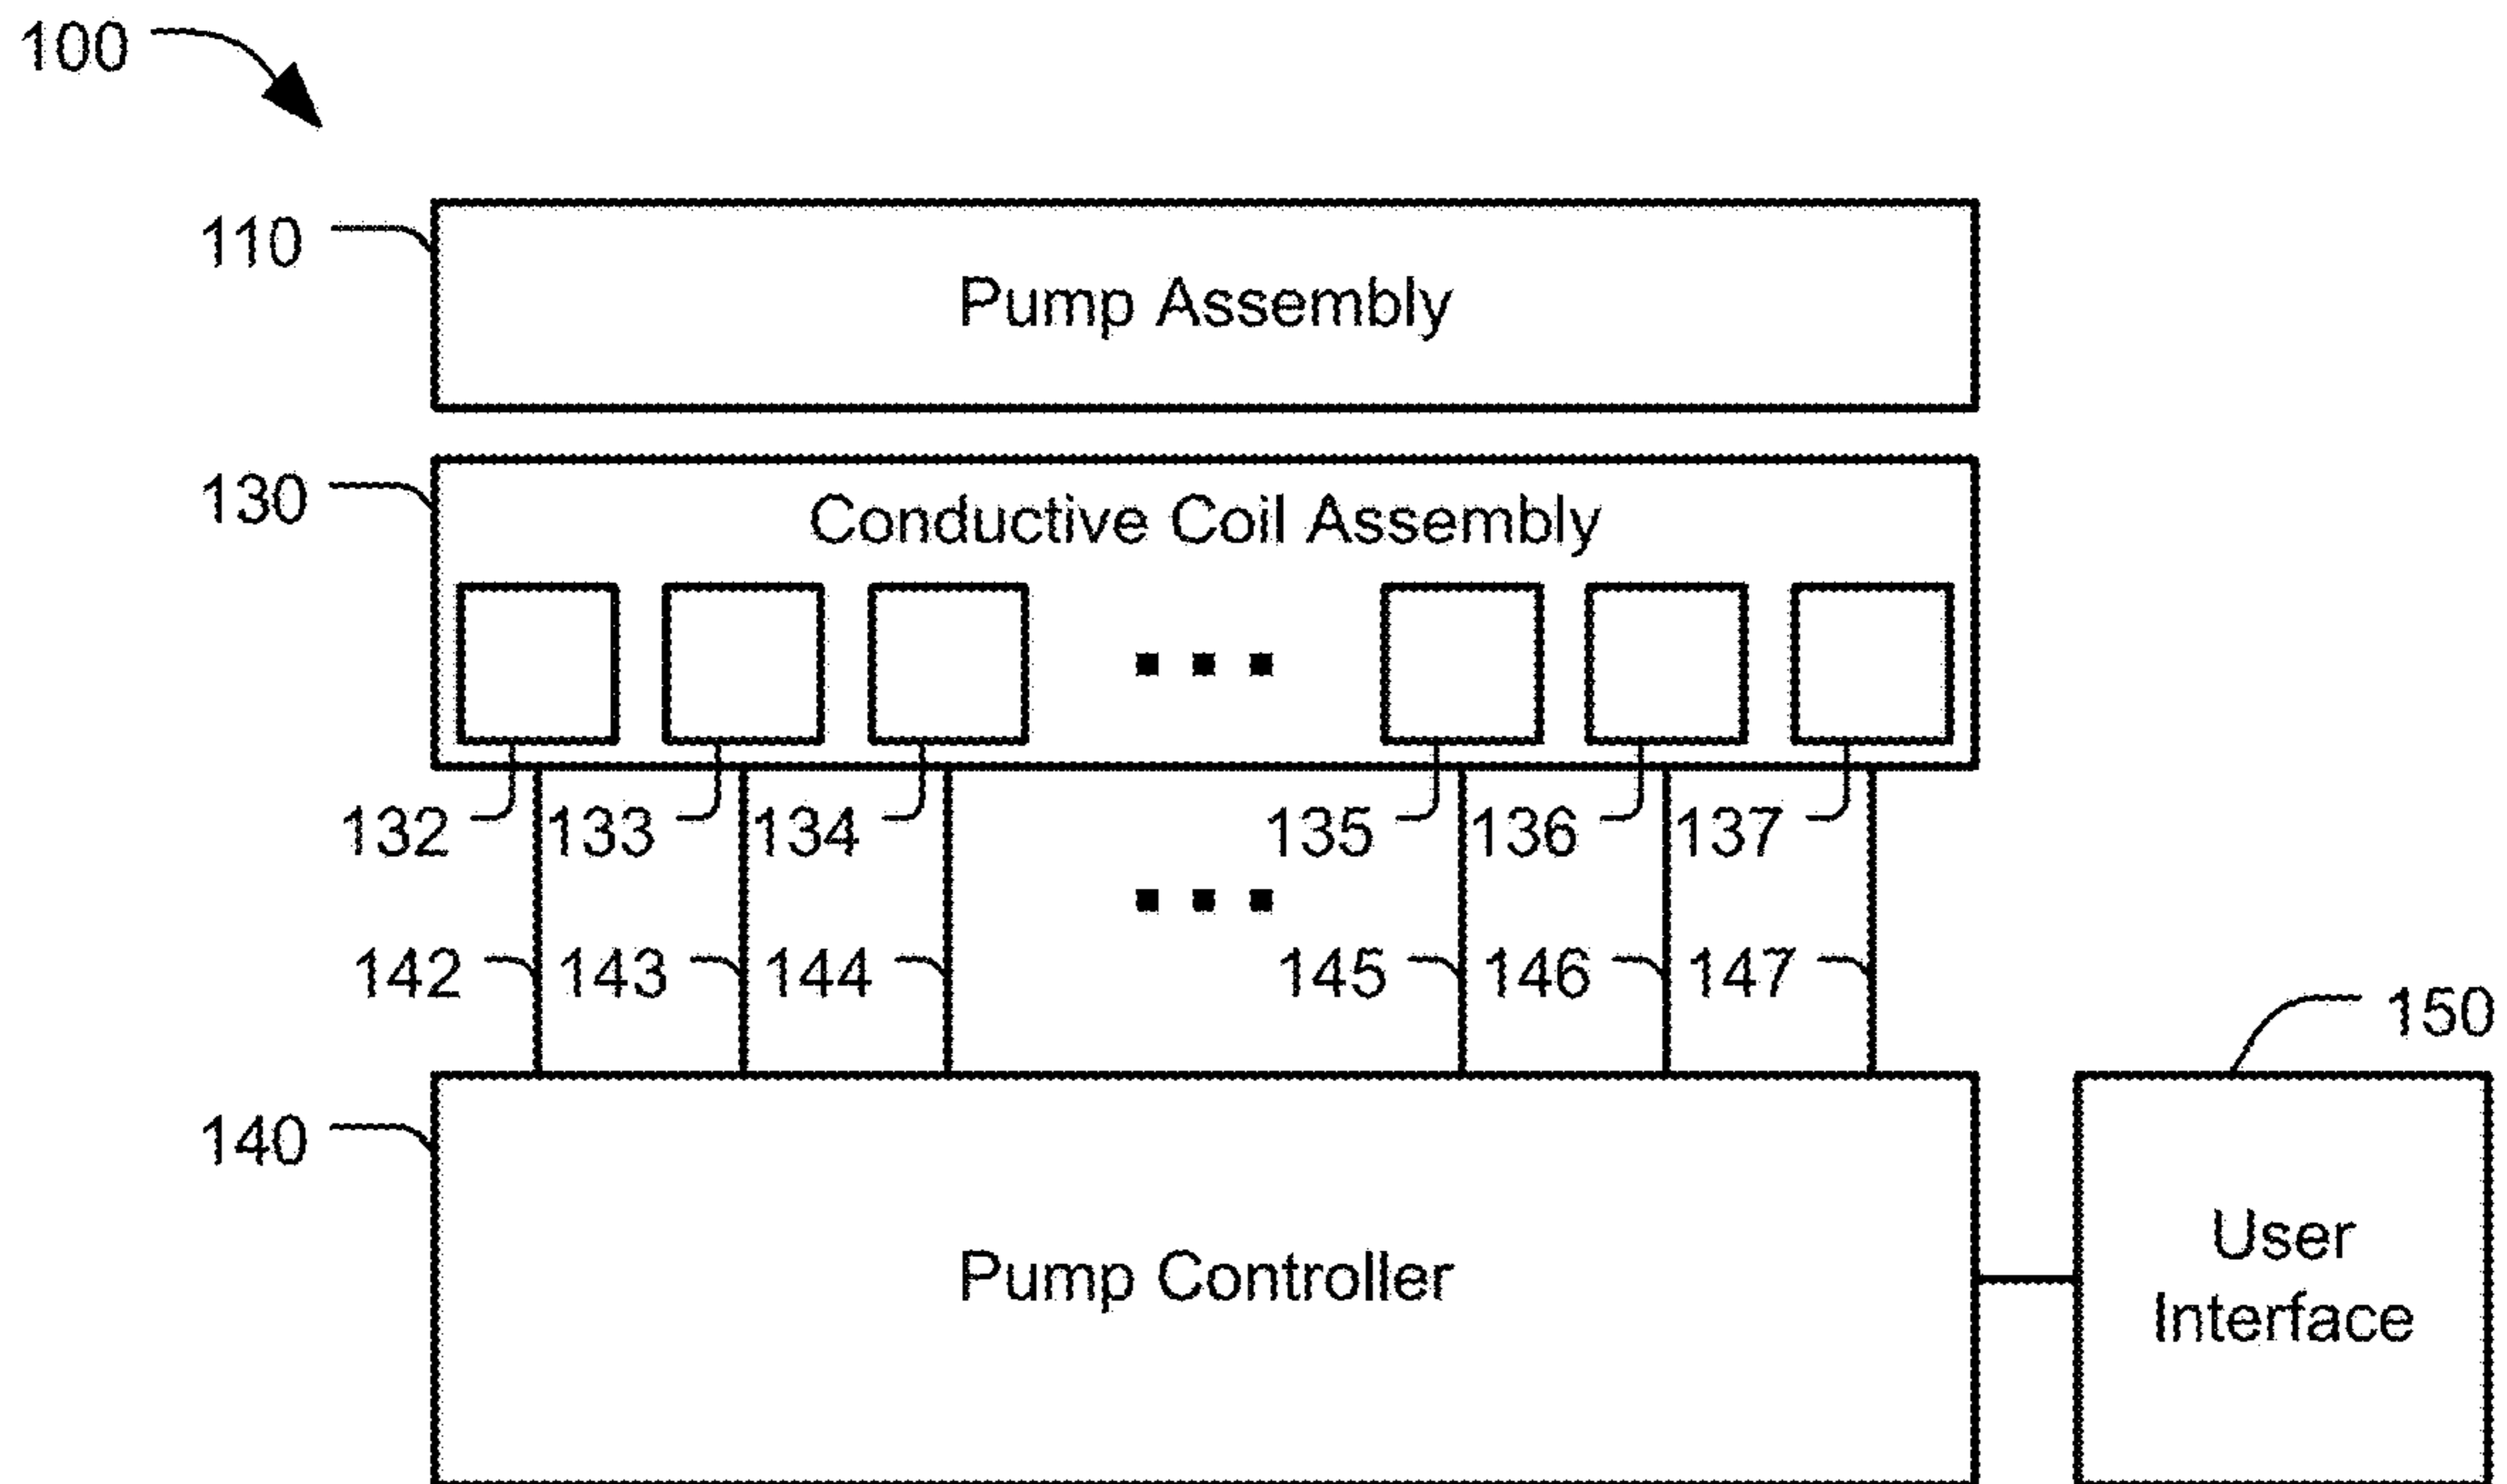 100
110
Pump Assembly
130
Conductive Coil Assembly
132 133 134 135 136 137
142 143 144 145 146 147
150
140
Pump Controller
User
Interface